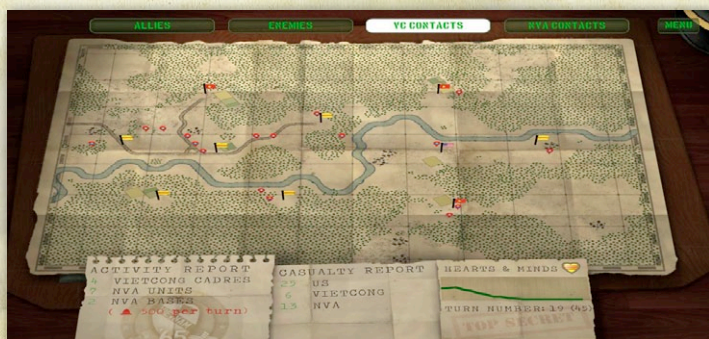 ALLIES
ENEMIES
VC CONTACTS
NVA CONTACTS
MENU
ACTIVITY REPORT
4 VIETCONG CADRES
NVA UNITS
2 NVA BASES
( 500 per turn)
CASUALTY REPORT
29 US
6 VIETCONG
13 NVA
HEARTS & MINDS
TURN NUMBER: 19 (45)
TOP SECRET